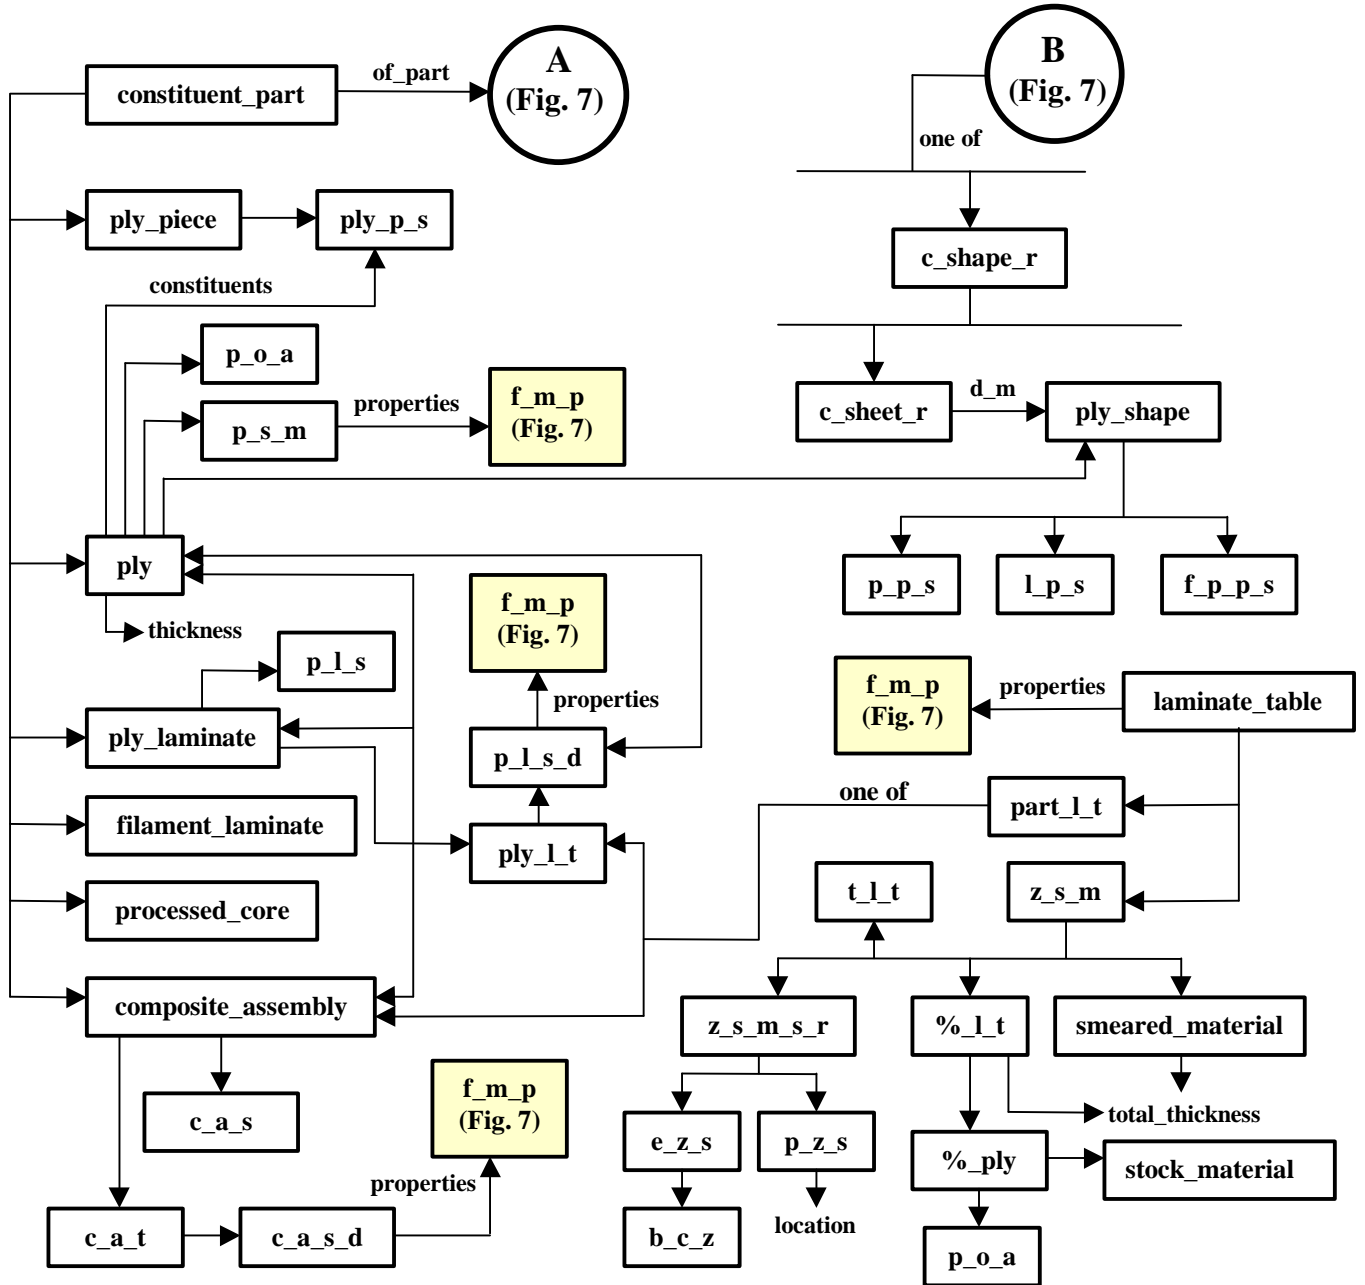 A
(Fig. 7)
B
(Fig. 7)
of_part
constituent_part
one of
ply_piece
ply_p_s
c_shape_r
constituents
p_o_a
properties
f_m_p
(Fig. 7)
p_s_m
c_sheet_r
d_m
ply_shape
ply
p_p_s
l_p_s
f_p_p_s
f_m_p
(Fig. 7)
thickness
p_l_s
properties
f_m_p
(Fig. 7)
properties
laminate_table
ply_laminate
p_l_s_d
one of
part_l_t
filament_laminate
ply_l_t
t_l_t
z_s_m
processed_core
composite_assembly
z_s_m_s_r
%_l_t
smeared_material
f_m_p
(Fig. 7)
c_a_s
total_thickness
e_z_s
p_z_s
%_ply
stock_material
properties
location
c_a_t
c_a_s_d
b_c_z
p_o_a